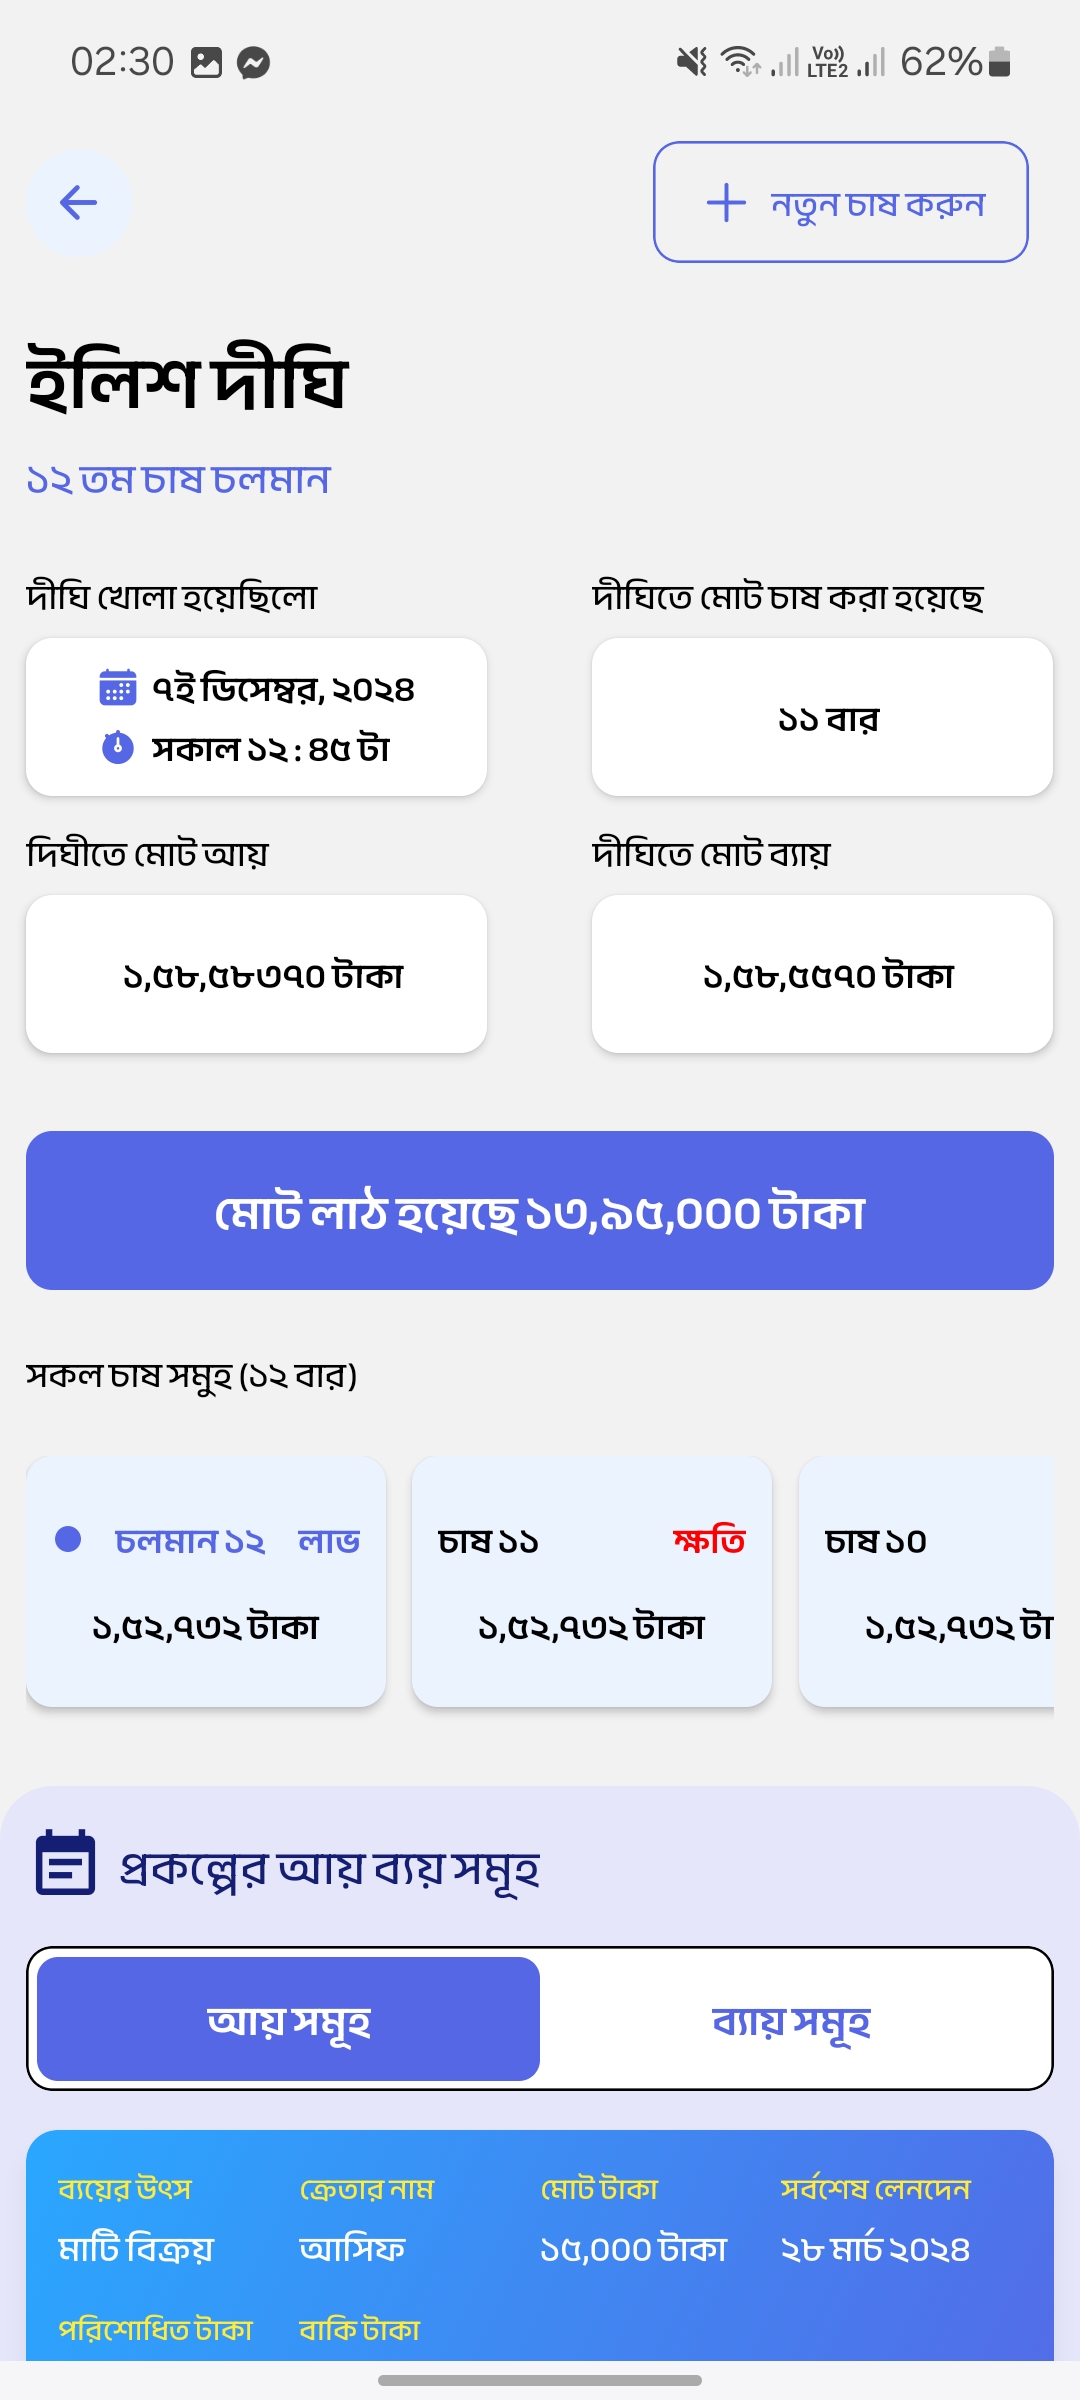 02:30
Vo)) LTE2 62%
নতুন চাষ করুন
ইলিশ দীঘি
১২ তম চাষ চলমান
দীঘি খোলা হয়েছিলো
দীঘিতে মোট চাষ করা হয়েছে
৭ই ডিসেম্বর, ২০২৪
সকাল ১২ : ৪৫ টা
১১ বার
দিঘীতে মোট আয়
দীঘিতে মোট ব্যায়
১,৫৮,৫৮৩৭০ টাকা
১,৫৮,৫৫৭০ টাকা
মোট লাঠ হয়েছে ১৩,৯৫,০০০ টাকা
সকল চাষ সমুহ (১২ বার)
চলমান ১২ লাভ
১,৫২,৭৩২ টাকা
চাষ ১১ ক্ষতি
১,৫২,৭৩২ টাকা
চাষ ১০
১,৫২,৭৩২ টা
প্রকল্পের আয় ব্যয় সমূহ
আয় সমূহ
ব্যায় সমূহ
ব্যয়ের উৎস ক্রেতার নাম মোট টাকা সর্বশেষ লেনদেন
মাটি বিক্রয় আসিফ ১৫,০০০ টাকা ২৮ মার্চ ২০২৪
পরিশোধিত টাকা বাকি টাকা